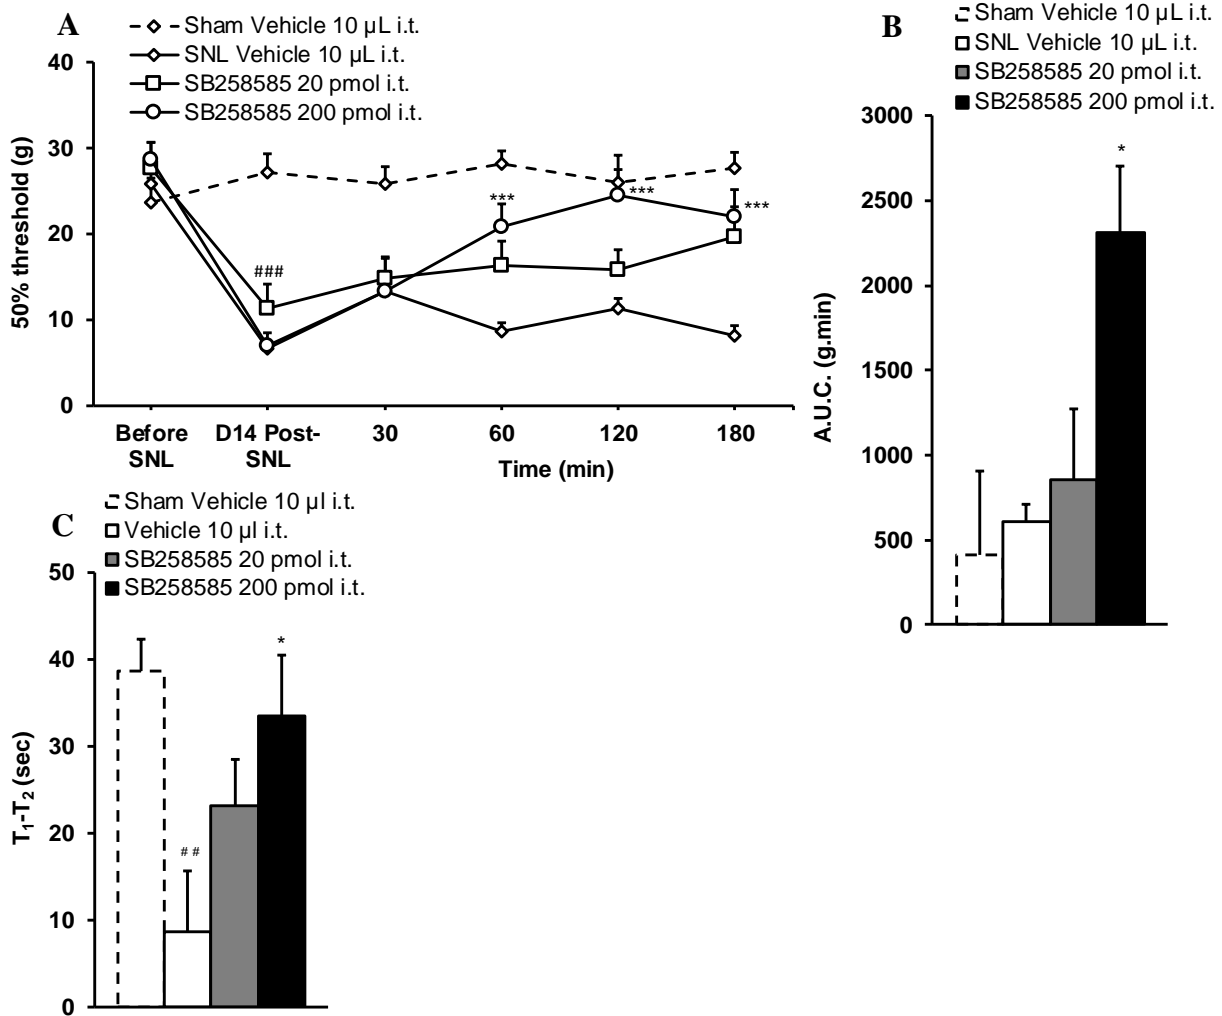 A
Sham Vehicle 10 µL i.t.
SNL Vehicle 10 µL i.t.
SB258585 20 pmol i.t.
SB258585 200 pmol i.t.
50% threshold (g)
40
30
20
10
0
###
***
***
***
Before SNL
D14 Post-SNL
30
60
120
180
Time (min)
B
Sham Vehicle 10 µL i.t.
SNL Vehicle 10 µL i.t.
SB258585 20 pmol i.t.
SB258585 200 pmol i.t.
A.U.C. (g.min)
3000
2500
2000
1500
1000
500
0
*
C
Sham Vehicle 10 µl i.t.
Vehicle 10 µl i.t.
SB258585 20 pmol i.t.
SB258585 200 pmol i.t.
T₁-T₂ (sec)
50
40
30
20
10
0
# #
*